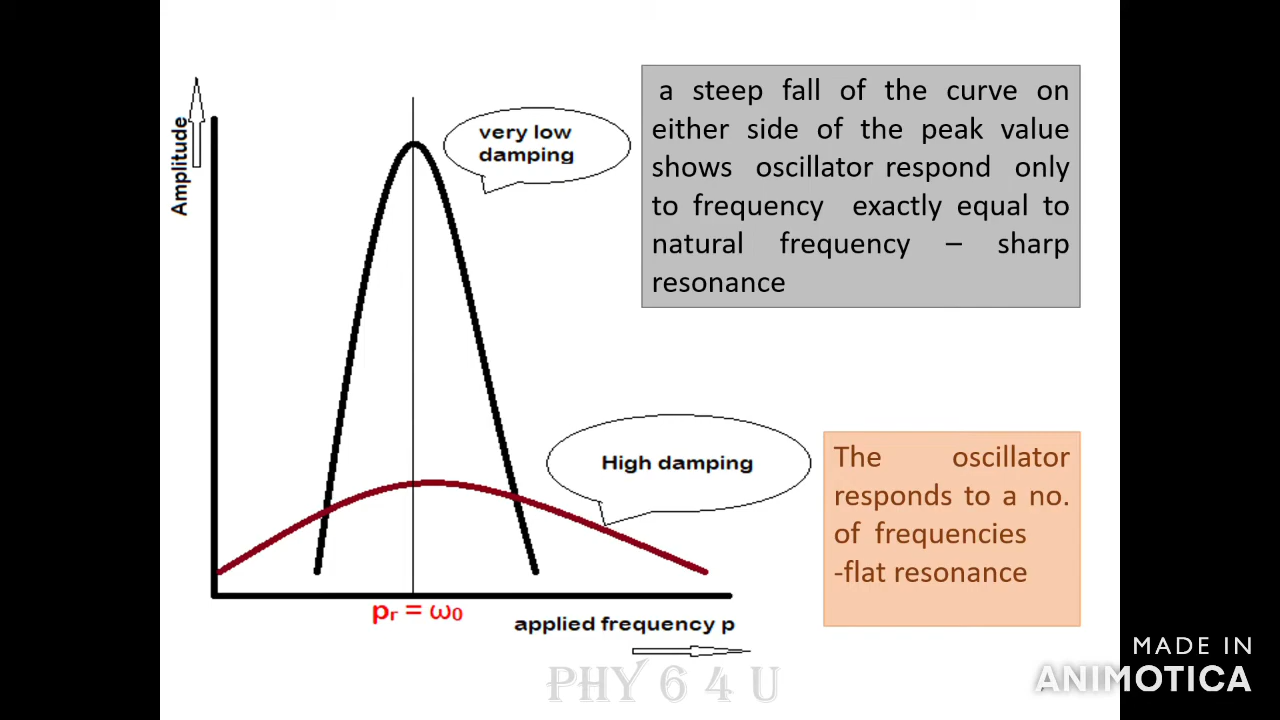 Amplitude
very low
damping
a steep fall of the curve on
either side of the peak value
shows oscillator respond only
to frequency exactly equal to
natural frequency – sharp
resonance
High damping
The oscillator
responds to a no.
of frequencies
-flat resonance
pr = ω0
applied frequency p
PHY 6 4 U
MADE IN
ANIMOTICA